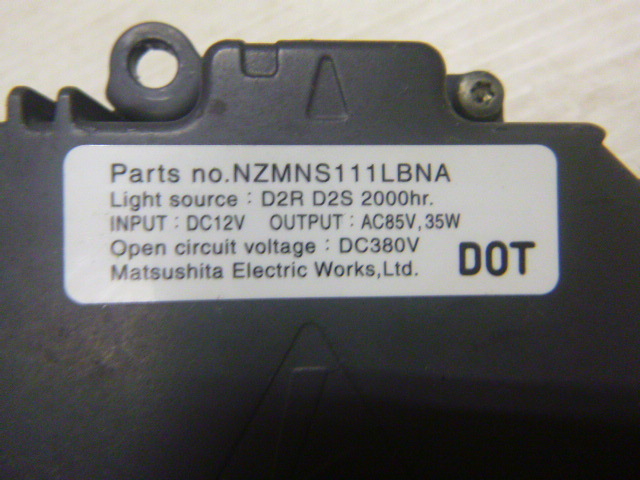 Parts no.NZMNS111LBNA
Light source : D2R D2S 2000hr.
INPUT : DC12V OUTPUT : AC85V,35W
Open circuit voltage : DC380V
Matsushita Electric Works,Ltd.
DOT